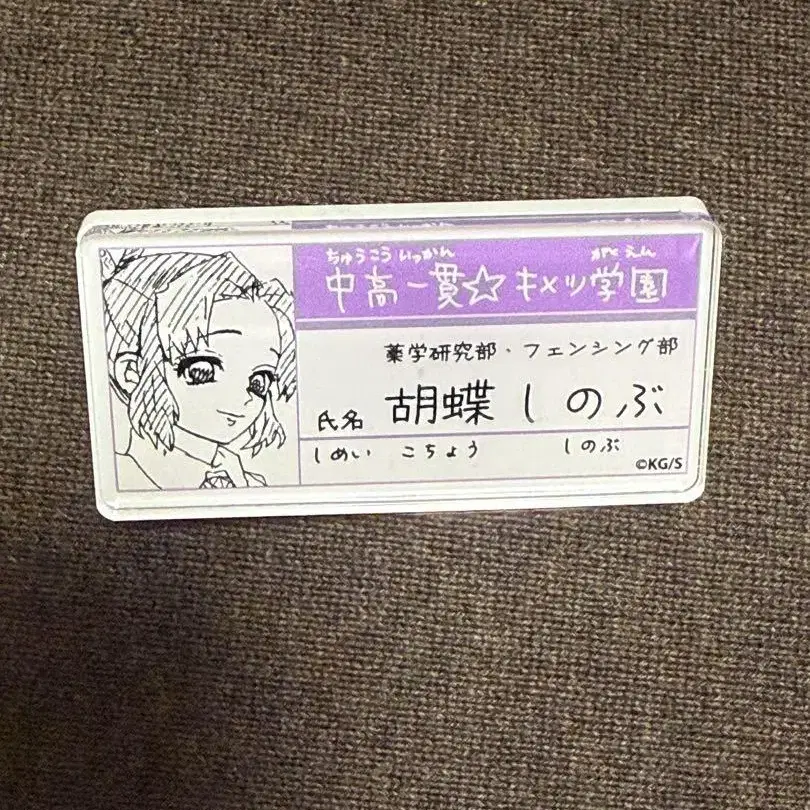 ちゅうこう いっかん がくえん
中高一貫☆キメツ学園
薬学研究部・フェンシング部
氏名 胡蝶 しのぶ
しめい こちょう しのぶ
©KG/S